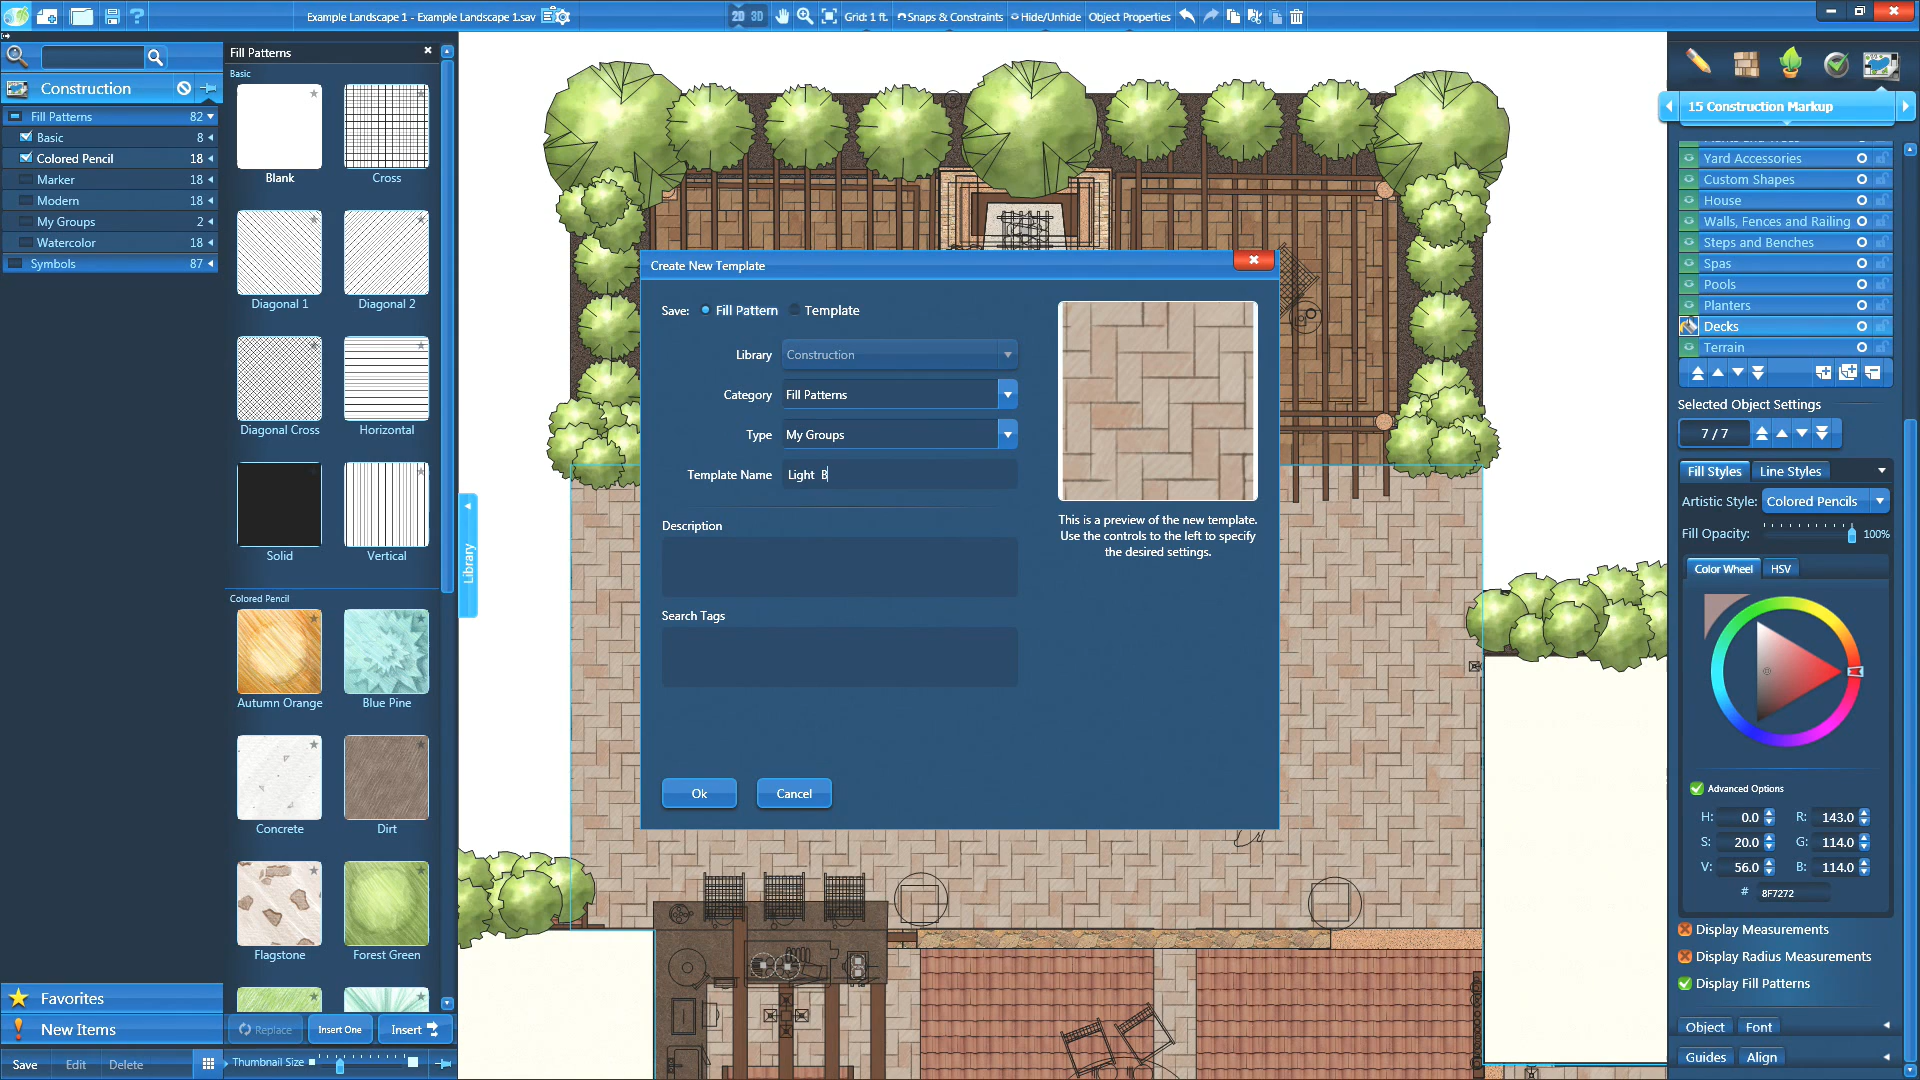 Example Landscape 1 - Example Landscape 1.sav
2D 3D
Grid: 1 ft.
Snaps & Constraints
Hide/Unhide
Object Properties
Construction
Fill Patterns 82
Basic 8
Colored Pencil 18
Marker 18
Modern 18
My Groups 2
Watercolor 18
Symbols 87
Favorites
New Items
Save
Edit
Delete
Fill Patterns
Basic
Blank
Cross
Diagonal 1
Diagonal 2
Diagonal Cross
Horizontal
Solid
Vertical
Colored Pencil
Autumn Orange
Blue Pine
Concrete
Dirt
Flagstone
Forest Green
Replace
Insert One
Insert
Thumbnail Size
Library
Create New Template
Save: Fill Pattern Template
Library Construction
Category Fill Patterns
Type My Groups
Template Name Light  B
Description
Search Tags
Ok
Cancel
This is a preview of the new template.
Use the controls to the left to specify
the desired settings.
15 Construction Markup
Yard Accessories
Custom Shapes
House
Walls, Fences and Railing
Steps and Benches
Spas
Pools
Planters
Decks
Terrain
Selected Object Settings
7 / 7
Fill Styles
Line Styles
Artistic Style: Colored Pencils
Fill Opacity: 100%
Color Wheel
HSV
Advanced Options
H: 0.0 R: 143.0
S: 20.0 G: 114.0
V: 56.0 B: 114.0
# 8F7272
Display Measurements
Display Radius Measurements
Display Fill Patterns
Object
Font
Guides
Align